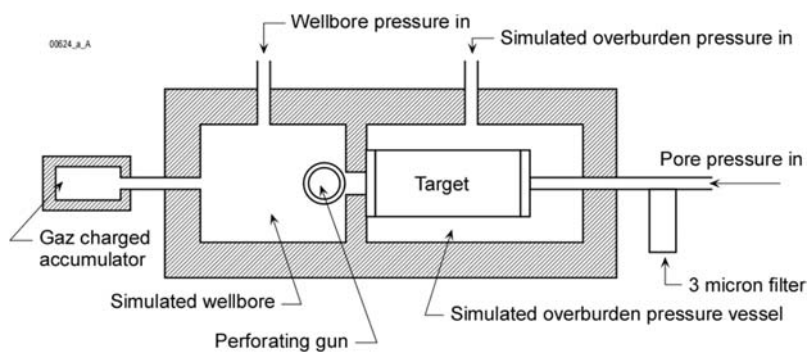 00624_a_A
Wellbore pressure in
Simulated overburden pressure in
Pore pressure in
Target
Gaz charged
accumulator
Simulated wellbore
Perforating gun
Simulated overburden pressure vessel
3 micron filter